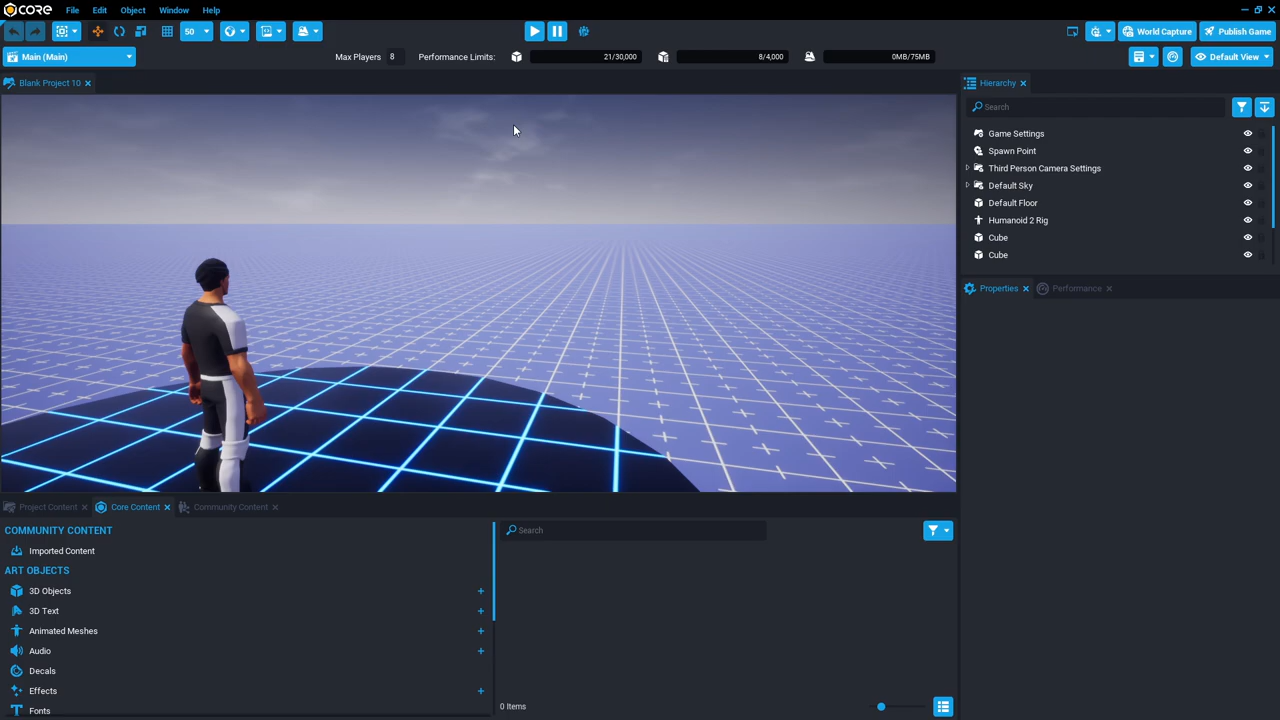 CORE File Edit Object Window Help
50 World Capture Publish Game
Main (Main) Max Players 8 Performance Limits: 21/30,000 8/4,000 0MB/75MB Default View
Blank Project 10 Hierarchy
Search
Game Settings
Spawn Point
Third Person Camera Settings
Default Sky
Default Floor
Humanoid 2 Rig
Cube
Cube
Properties Performance
Project Content Core Content Community Content
COMMUNITY CONTENT Search
Imported Content
ART OBJECTS
3D Objects
3D Text
Animated Meshes
Audio
Decals
Effects
Fonts
0 Items